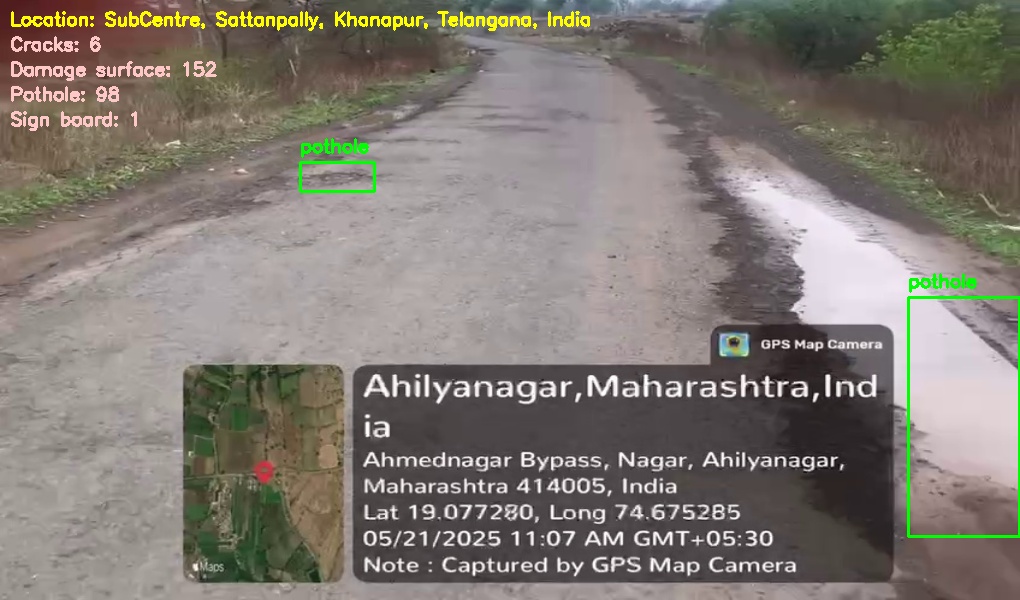 Location: SubCentre, Sattanpally, Khanapur, Telangana, India
Cracks: 6
Damage surface: 152
Pothole: 98
Sign board: 1
pothole
pothole
GPS Map Camera
Ahilyanagar,Maharashtra,Ind
ia
Ahmednagar Bypass, Nagar, Ahilyanagar,
Maharashtra 414005, India
Lat 19.077280, Long 74.675285
05/21/2025 11:07 AM GMT+05:30
Note : Captured by GPS Map Camera
Maps